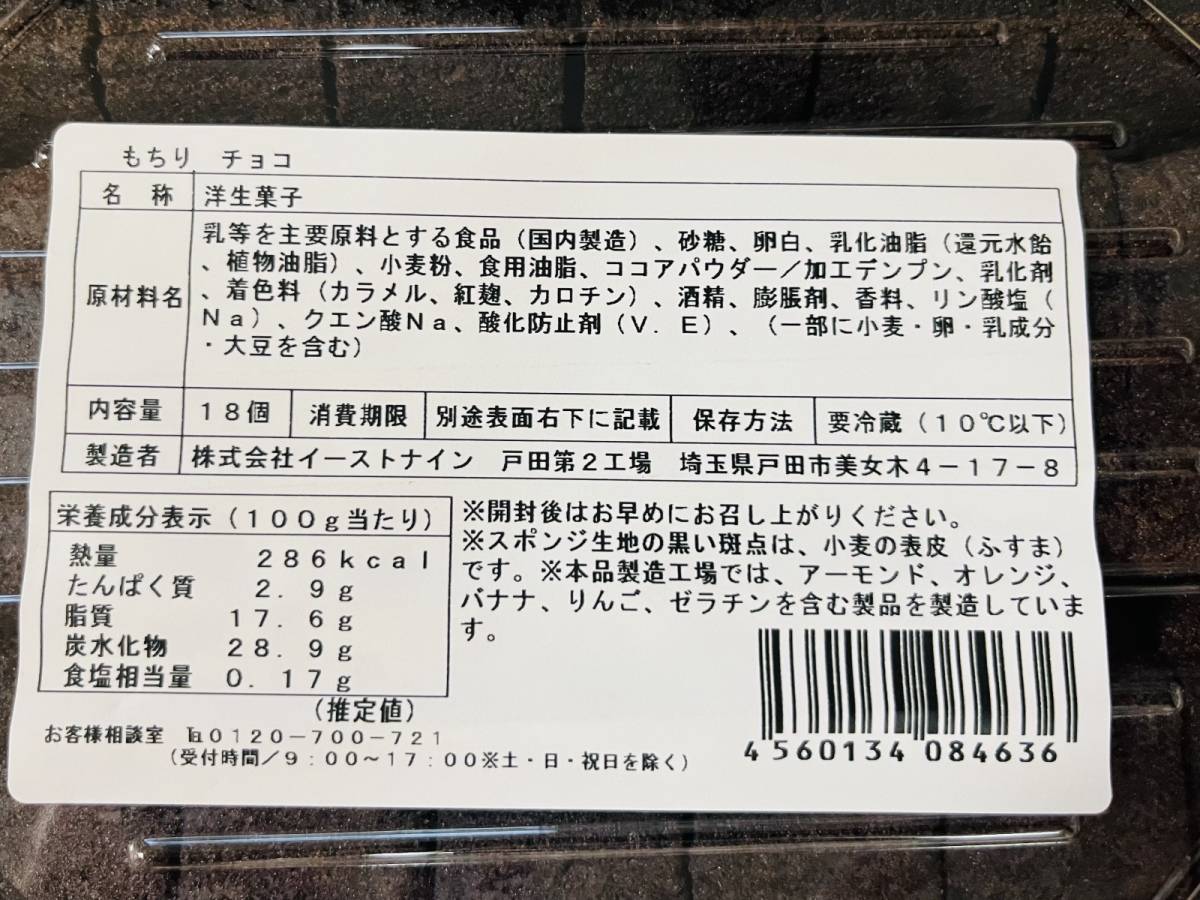 もちり　チョコ
名　称　洋生菓子
原材料名
乳等を主要原料とする食品（国内製造）、砂糖、卵白、乳化油脂（還元水飴
、植物油脂）、小麦粉、食用油脂、ココアパウダー／加工デンプン、乳化剤
、着色料（カラメル、紅麹、カロチン）、酒精、膨脹剤、香料、リン酸塩（
Ｎａ）、クエン酸Ｎａ、酸化防止剤（Ｖ．Ｅ）、（一部に小麦・卵・乳成分
・大豆を含む）
内容量　１８個　消費期限　別途表面右下に記載　保存方法　要冷蔵（１０℃以下）
製造者　株式会社イーストナイン　戸田第２工場　埼玉県戸田市美女木４－１７－８
栄養成分表示（１００ｇ当たり）
熱量　２８６ｋｃａｌ
たんぱく質　２．９ｇ
脂質　１７．６ｇ
炭水化物　２８．９ｇ
食塩相当量　０．１７ｇ
（推定値）
※開封後はお早めにお召し上がりください。
※スポンジ生地の黒い斑点は、小麦の表皮（ふすま）
です。※本品製造工場では、アーモンド、オレンジ、
バナナ、りんご、ゼラチンを含む製品を製造していま
す。
お客様相談室　℡０１２０－７００－７２１
（受付時間／９：００～１７：００※土・日・祝日を除く）
4 560134 084636